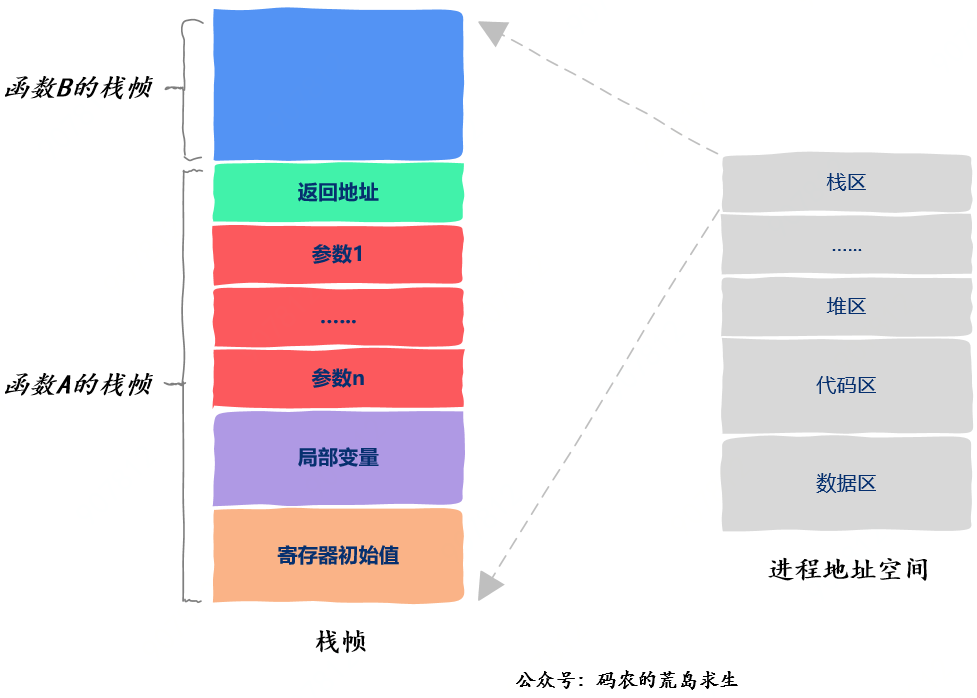 函数B的栈帧
返回地址
参数1
……
参数n
函数A的栈帧
局部变量
寄存器初始值
栈帧
栈区
……
堆区
代码区
数据区
进程地址空间
公众号：码农的荒岛求生